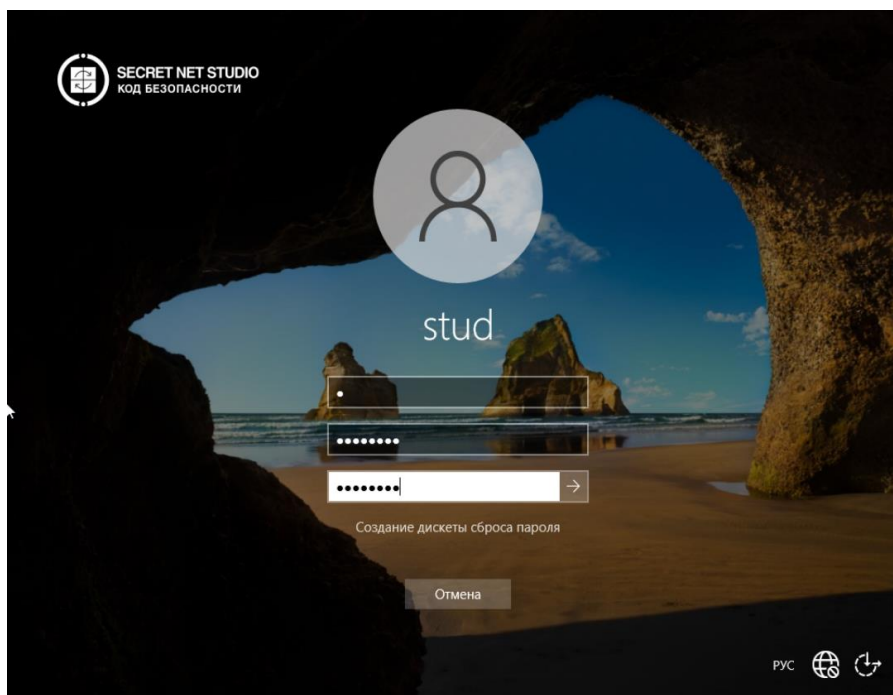 SECRET NET STUDIO
КОД БЕЗОПАСНОСТИ
stud
Создание дискеты сброса пароля
Отмена
РУС